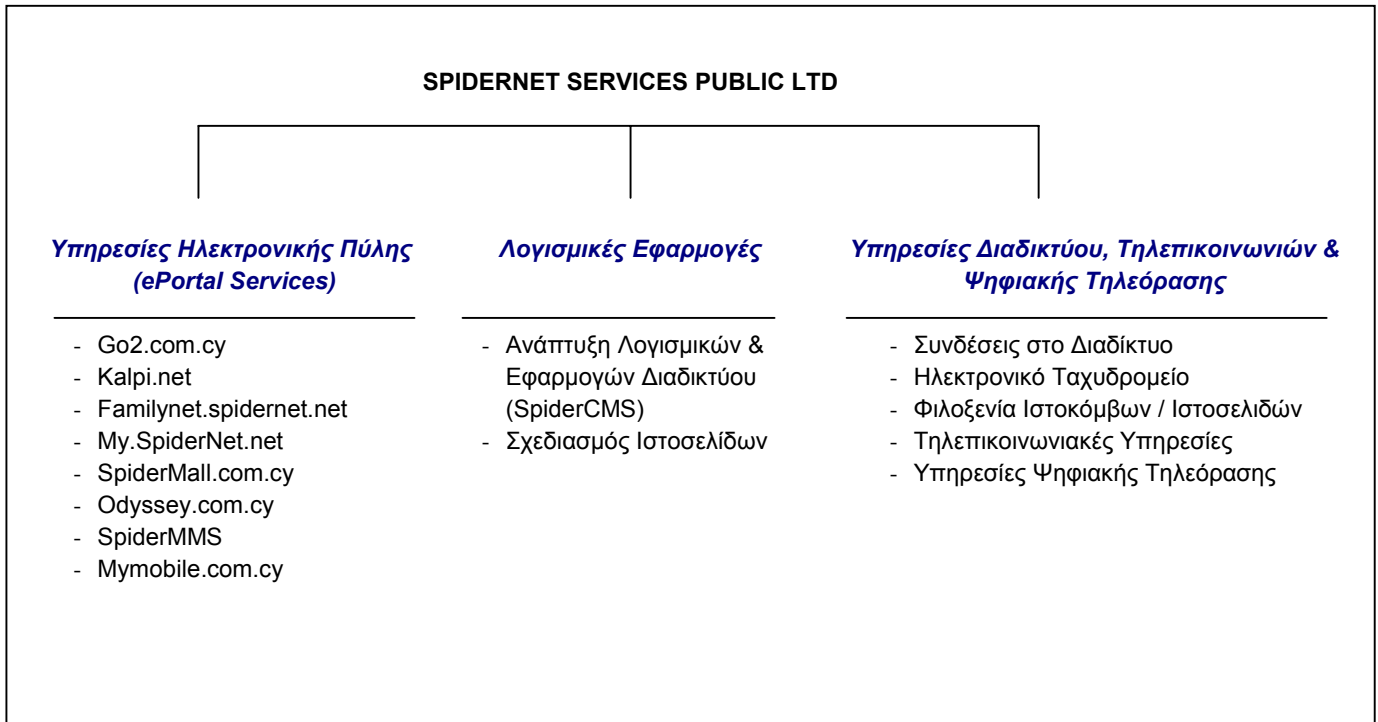 SPIDERNET SERVICES PUBLIC LTD
Υπηρεσίες Ηλεκτρονικής Πύλης
(ePortal Services)
- Go2.com.cy
- Kalpi.net
- Familynet.spidernet.net
- My.SpiderNet.net
- SpiderMall.com.cy
- Odyssey.com.cy
- SpiderMMS
- Mymobile.com.cy
Λογισμικές Εφαρμογές
- Ανάπτυξη Λογισμικών &
Εφαρμογών Διαδικτύου
(SpiderCMS)
- Σχεδιασμός Ιστοσελίδων
Υπηρεσίες Διαδικτύου, Τηλεπικοινωνιών &
Ψηφιακής Τηλεόρασης
- Συνδέσεις στο Διαδίκτυο
- Ηλεκτρονικό Ταχυδρομείο
- Φιλοξενία Ιστοκόμβων / Ιστοσελιδών
- Τηλεπικοινωνιακές Υπηρεσίες
- Υπηρεσίες Ψηφιακής Τηλεόρασης